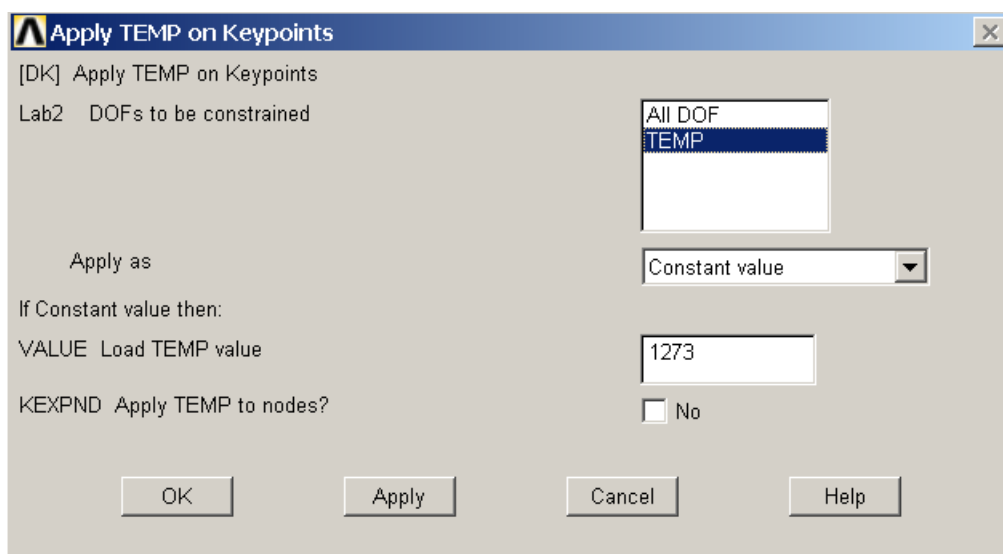 Apply TEMP on Keypoints
[DK] Apply TEMP on Keypoints
Lab2 DOFs to be constrained
All DOF
TEMP
Apply as
Constant value
If Constant value then:
VALUE Load TEMP value
1273
KEXPND Apply TEMP to nodes?
No
OK
Apply
Cancel
Help